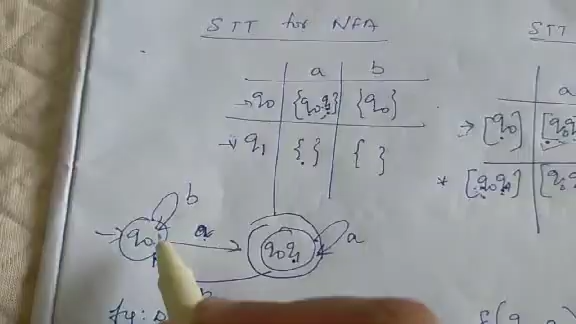 STT for NFA
STT
a b
a
→q0 {q0q1} {q0}
→[q0]
→q1 { } { }
* [q0q1]
b
q0 a q0q1 a